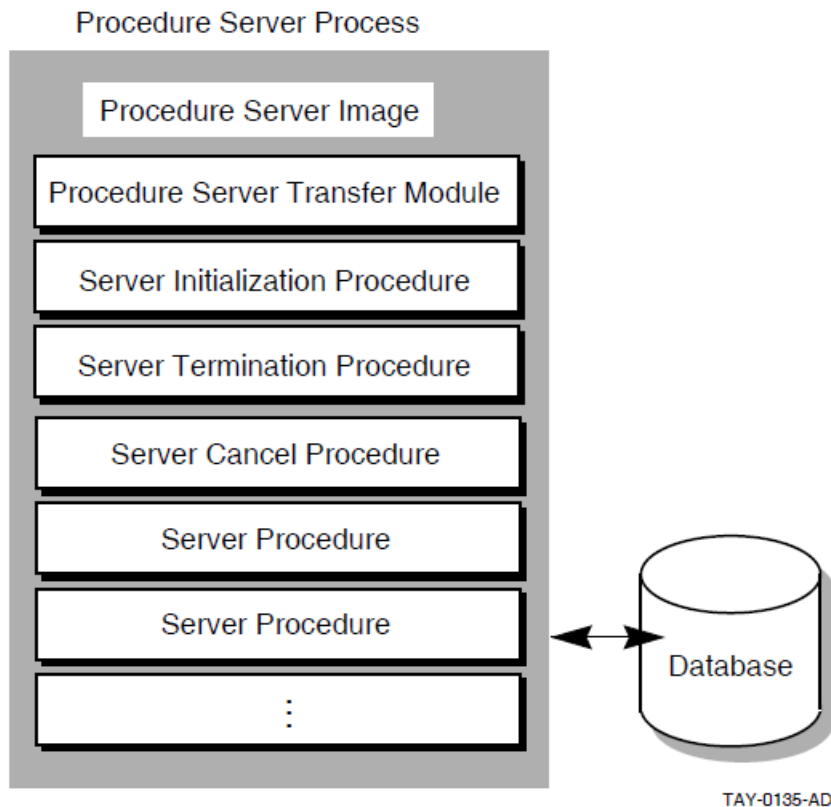 Procedure Server Process
Procedure Server Image
Procedure Server Transfer Module
Server Initialization Procedure
Server Termination Procedure
Server Cancel Procedure
Server Procedure
Server Procedure
⋮
Database
TAY-0135-AD